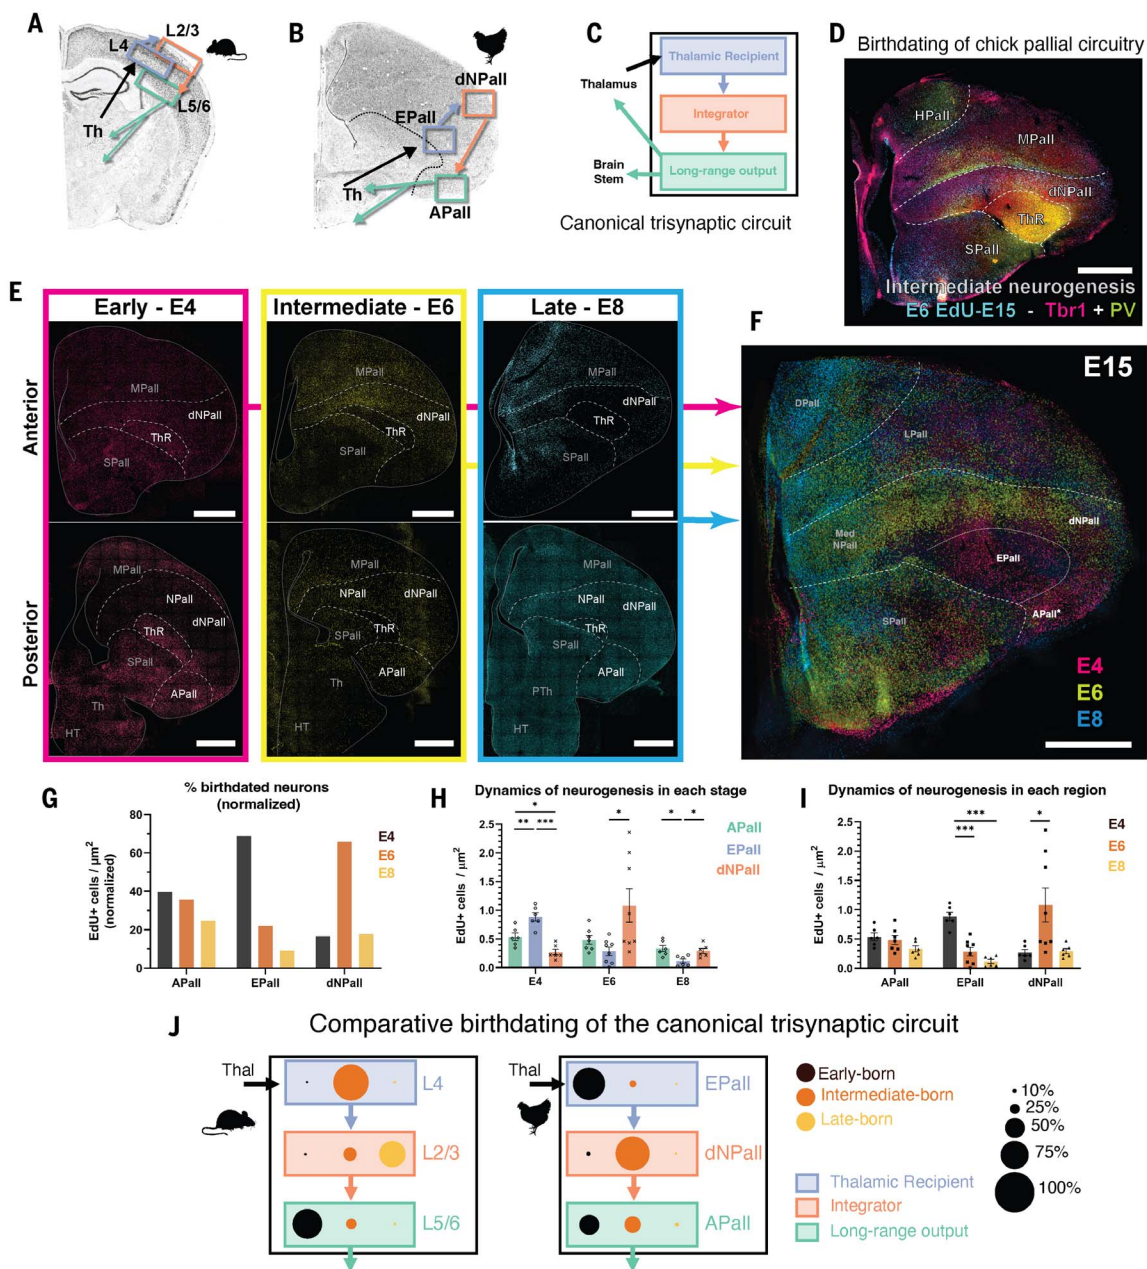 A
L2/3
L4
L5/6
Th
B
dNPall
EPall
Th
APall
C
Thalamic Recipient
Thalamus
Integrator
Brain
Stem
Long-range output
Canonical trisynaptic circuit
D
Birthdating of chick pallial circuitry
HPall
MPall
dNPall
ThR
SPall
Intermediate neurogenesis
E6 EdU-E15 - Tbr1 + PV
E
Early - E4
Intermediate - E6
Late - E8
Anterior
MPall
dNPall
ThR
SPall
MPall
dNPall
ThR
SPall
MPall
dNPall
ThR
SPall
Posterior
MPall
NPall
dNPall
ThR
SPall
APall
Th
HT
MPall
NPall
dNPall
SPall
ThR
APall
Th
HT
MPall
NPall
dNPall
ThR
SPall
APall
PTh
HT
F
E15
DPall
LPall
dNPall
Med
NPall
EPall
APall*
SPall
E4
E6
E8
G
% birthdated neurons
(normalized)
EdU+ cells / μm²
(normalized)
80
60
40
20
0
APall
EPall
dNPall
E4
E6
E8
H
Dynamics of neurogenesis in each stage
EdU+ cells / μm²
2.5
2.0
1.5
1.0
0.5
0.0
*
** ***
*
* *
APall
EPall
dNPall
E4
E6
E8
I
Dynamics of neurogenesis in each region
EdU+ cells / μm²
2.5
2.0
1.5
1.0
0.5
0.0
***
***
*
E4
E6
E8
APall
EPall
dNPall
J
Comparative birthdating of the canonical trisynaptic circuit
Thal
L4
L2/3
L5/6
Thal
EPall
dNPall
APall
Early-born
Intermediate-born
Late-born
Thalamic Recipient
Integrator
Long-range output
10%
25%
50%
75%
100%